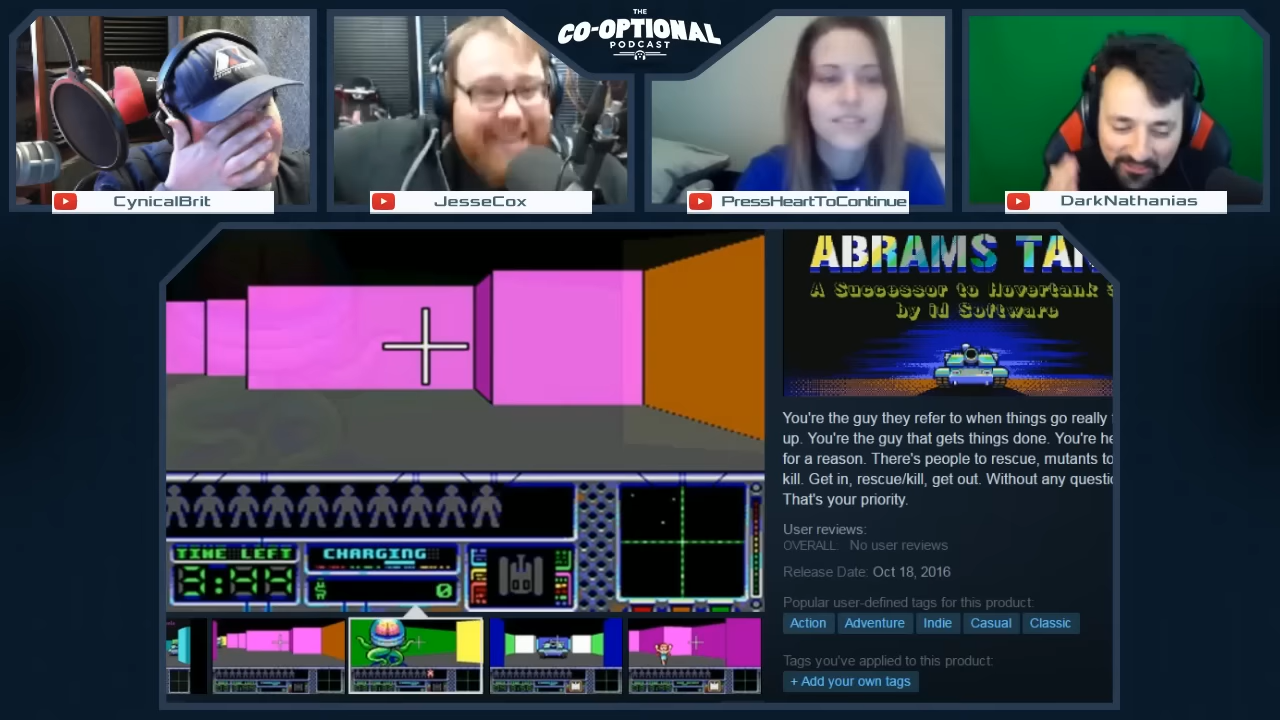 THE
CO-OPTIONAL
PODCAST
CynicalBrit
JesseCox
PressHeartToContinue
DarkNathanias
ABRAMS TA
A Successor to Hovertank
by id Software
You're the guy they refer to when things go really
up. You're the guy that gets things done. You're he
for a reason. There's people to rescue, mutants to
kill. Get in, rescue/kill, get out. Without any questio
That's your priority.
User reviews:
OVERALL: No user reviews
Release Date: Oct 18, 2016
Popular user-defined tags for this product:
Action Adventure Indie Casual Classic
Tags you've applied to this product:
+ Add your own tags
TIME LEFT
CHARGING
0